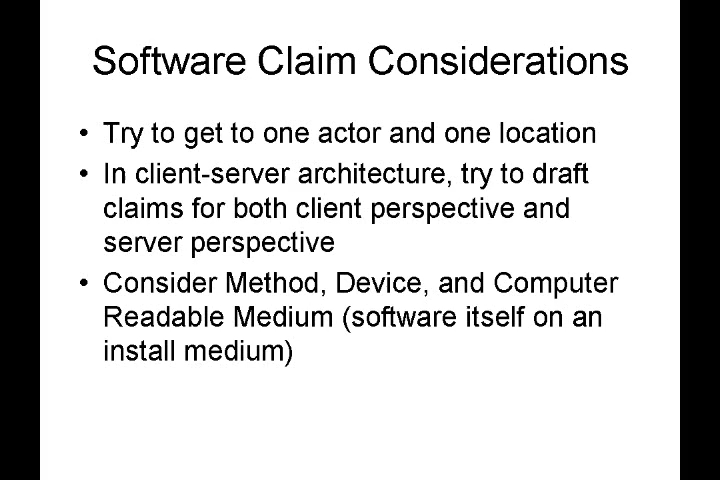 Software Claim Considerations
• Try to get to one actor and one location
• In client-server architecture, try to draft
claims for both client perspective and
server perspective
• Consider Method, Device, and Computer
Readable Medium (software itself on an
install medium)